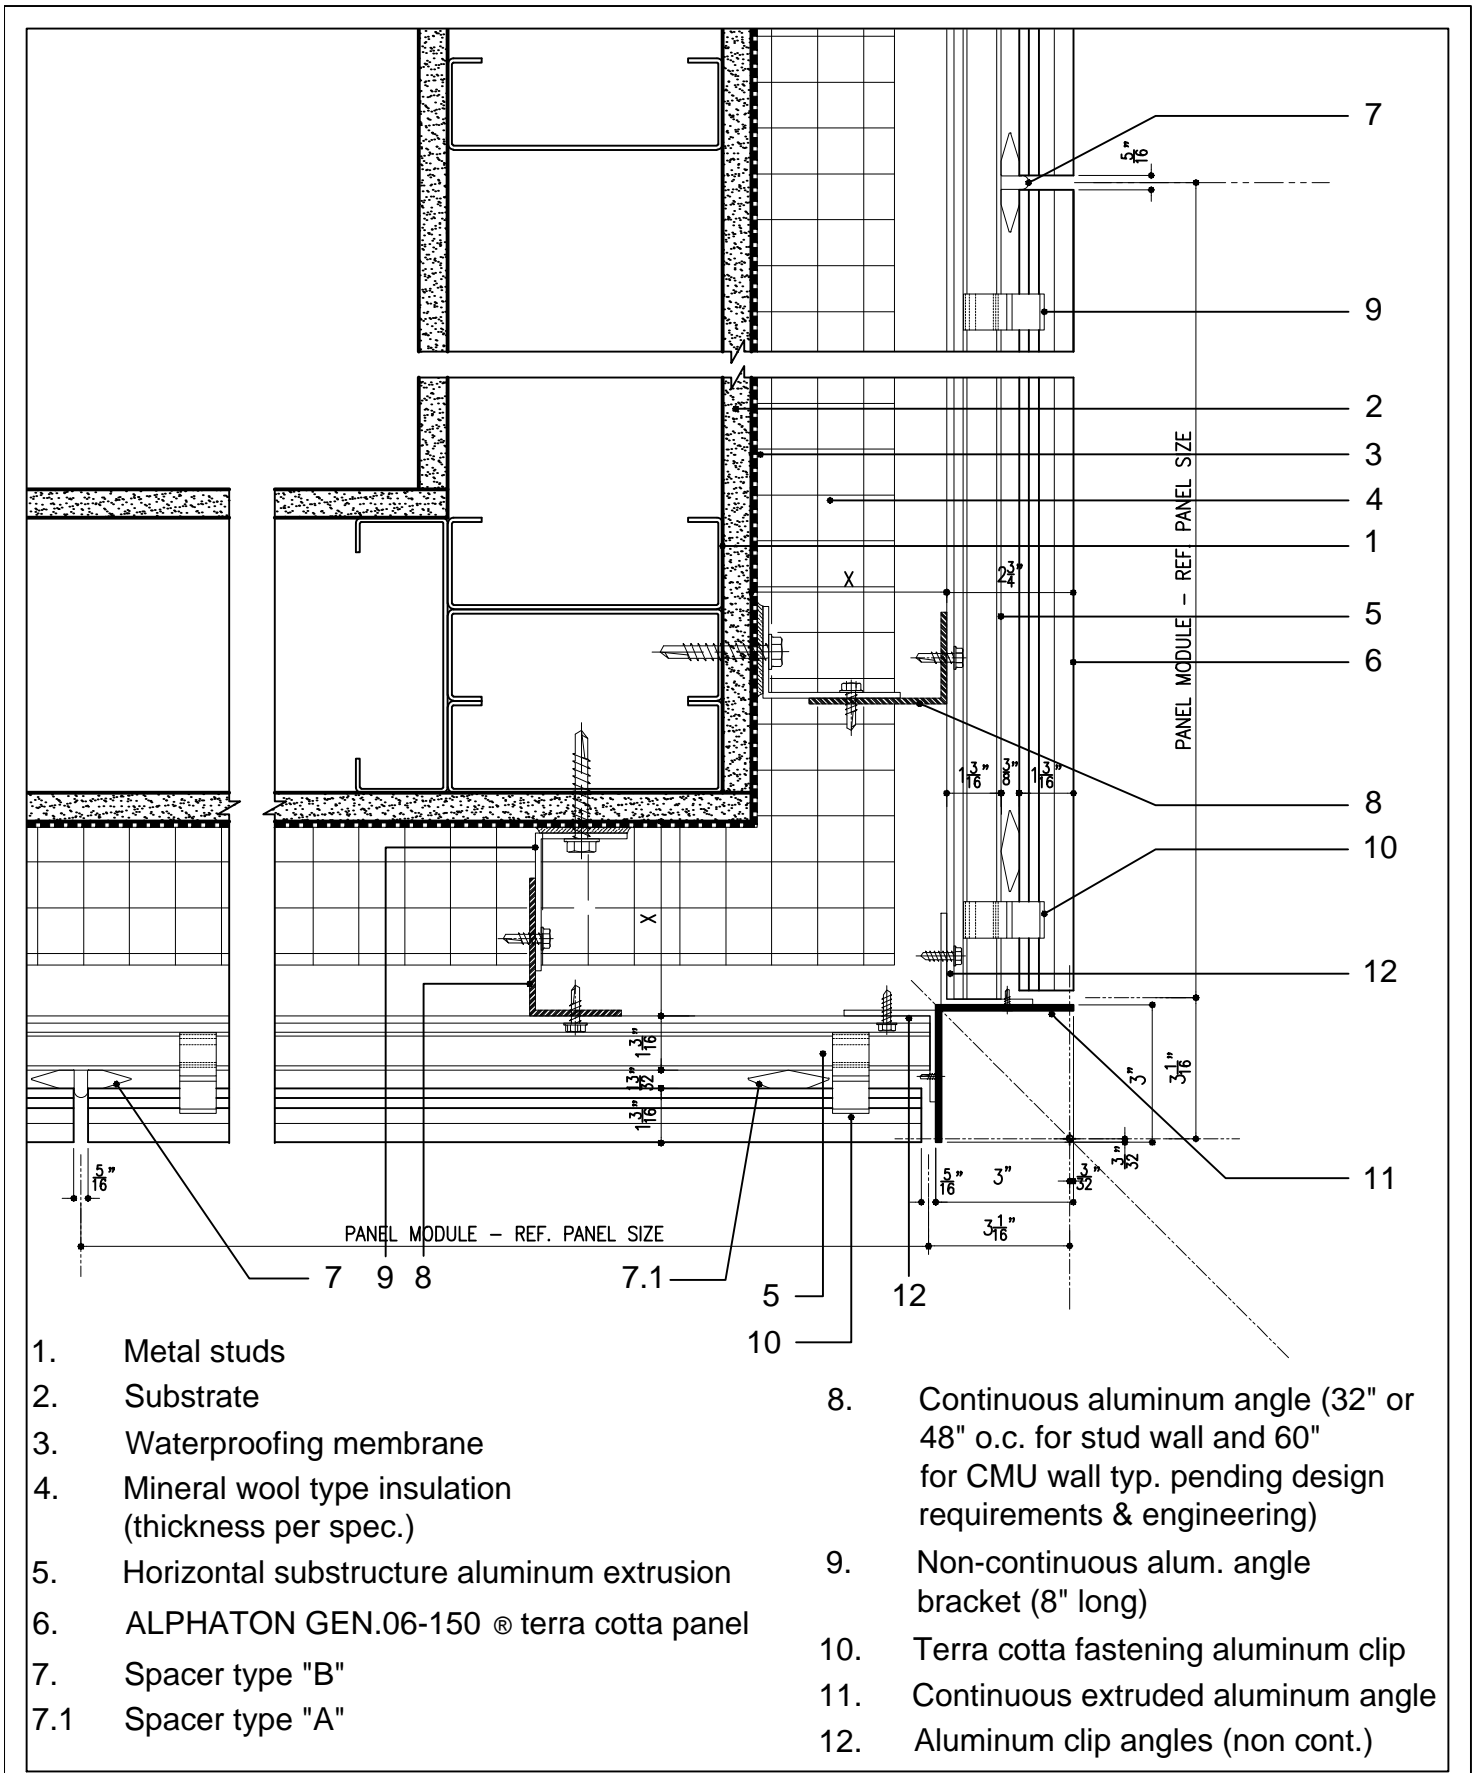 7
5/16"
9
2
3
4
1
PANEL MODULE – REF. PANEL SIZE
X
2 3/4"
5
6
1 3/16"
3/8"
1 3/16"
8
10
9
X
12
8
1 3/16"
13/32"
1 3/16"
3"
3 1/16"
3/32"
5/16"
5/16"
3"
3/32"
11
3 1/16"
PANEL MODULE – REF. PANEL SIZE
7
9
8
7.1
5
12
10
1. Metal studs
2. Substrate
3. Waterproofing membrane
4. Mineral wool type insulation
(thickness per spec.)
5. Horizontal substructure aluminum extrusion
6. ALPHATON GEN.06-150 ® terra cotta panel
7. Spacer type "B"
7.1 Spacer type "A"
8. Continuous aluminum angle (32" or
48" o.c. for stud wall and 60"
for CMU wall typ. pending design
requirements & engineering)
9. Non-continuous alum. angle
bracket (8" long)
10. Terra cotta fastening aluminum clip
11. Continuous extruded aluminum angle
12. Aluminum clip angles (non cont.)